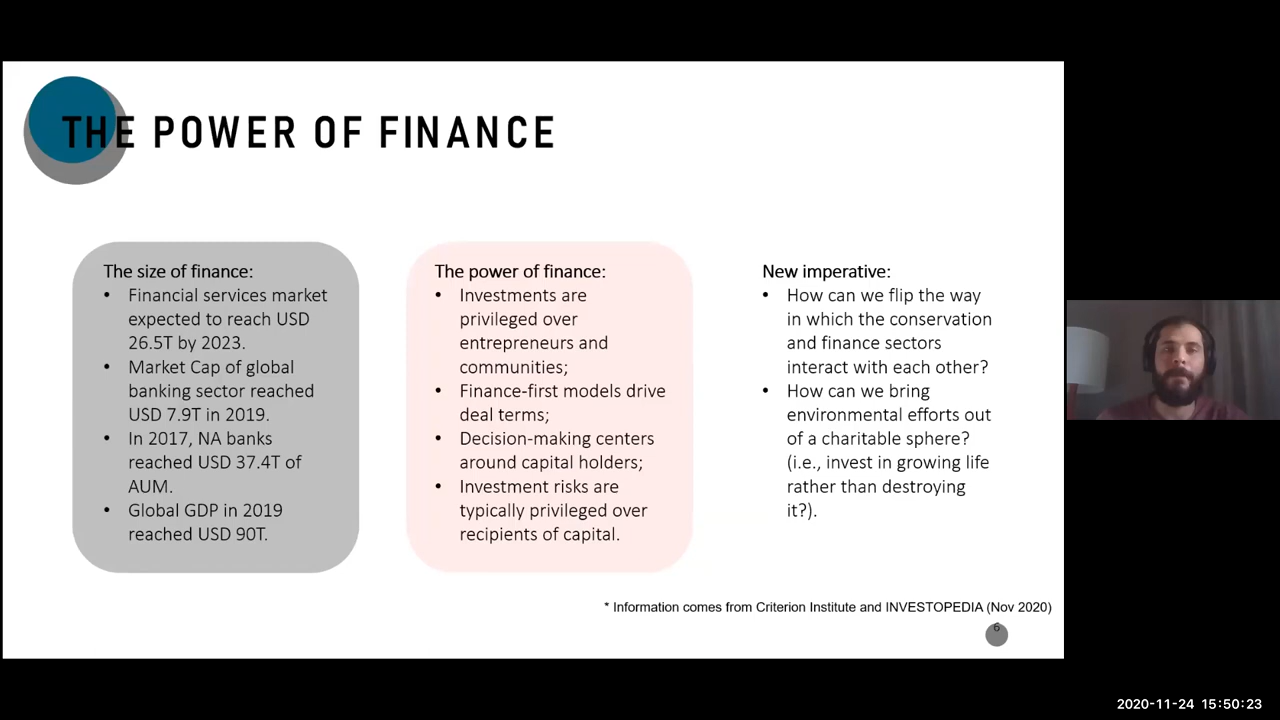 THE POWER OF FINANCE
The size of finance:
• Financial services market
expected to reach USD
26.5T by 2023.
• Market Cap of global
banking sector reached
USD 7.9T in 2019.
• In 2017, NA banks
reached USD 37.4T of
AUM.
• Global GDP in 2019
reached USD 90T.
The power of finance:
• Investments are
privileged over
entrepreneurs and
communities;
• Finance-first models drive
deal terms;
• Decision-making centers
around capital holders;
• Investment risks are
typically privileged over
recipients of capital.
New imperative:
• How can we flip the way
in which the conservation
and finance sectors
interact with each other?
• How can we bring
environmental efforts out
of a charitable sphere?
(i.e., invest in growing life
rather than destroying
it?).
* Information comes from Criterion Institute and INVESTOPEDIA (Nov 2020)
6
2020-11-24 15:50:23